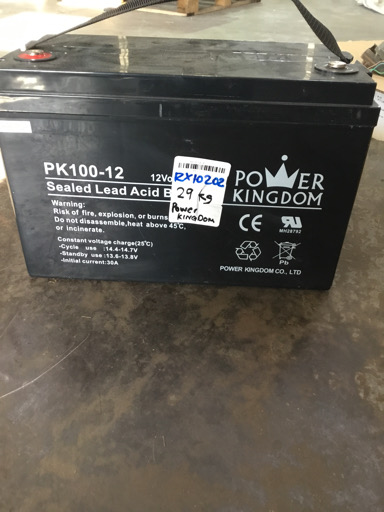 PK100-12
12Vo
Sealed Lead Acid B
Warning:
Risk of fire, explosion, or burns
Do not disassemble,heat above 45°C,
or incinerate.
Constant voltage charge(25°C)
-Cycle use :14.4-14.7V
-Standby use :13.6-13.8V
-Initial current:30A
RX10202
29 kg
Power
KINGDOM
POWER
KINGDOM
CE
MH28792
Pb
POWER KINGDOM CO., LTD